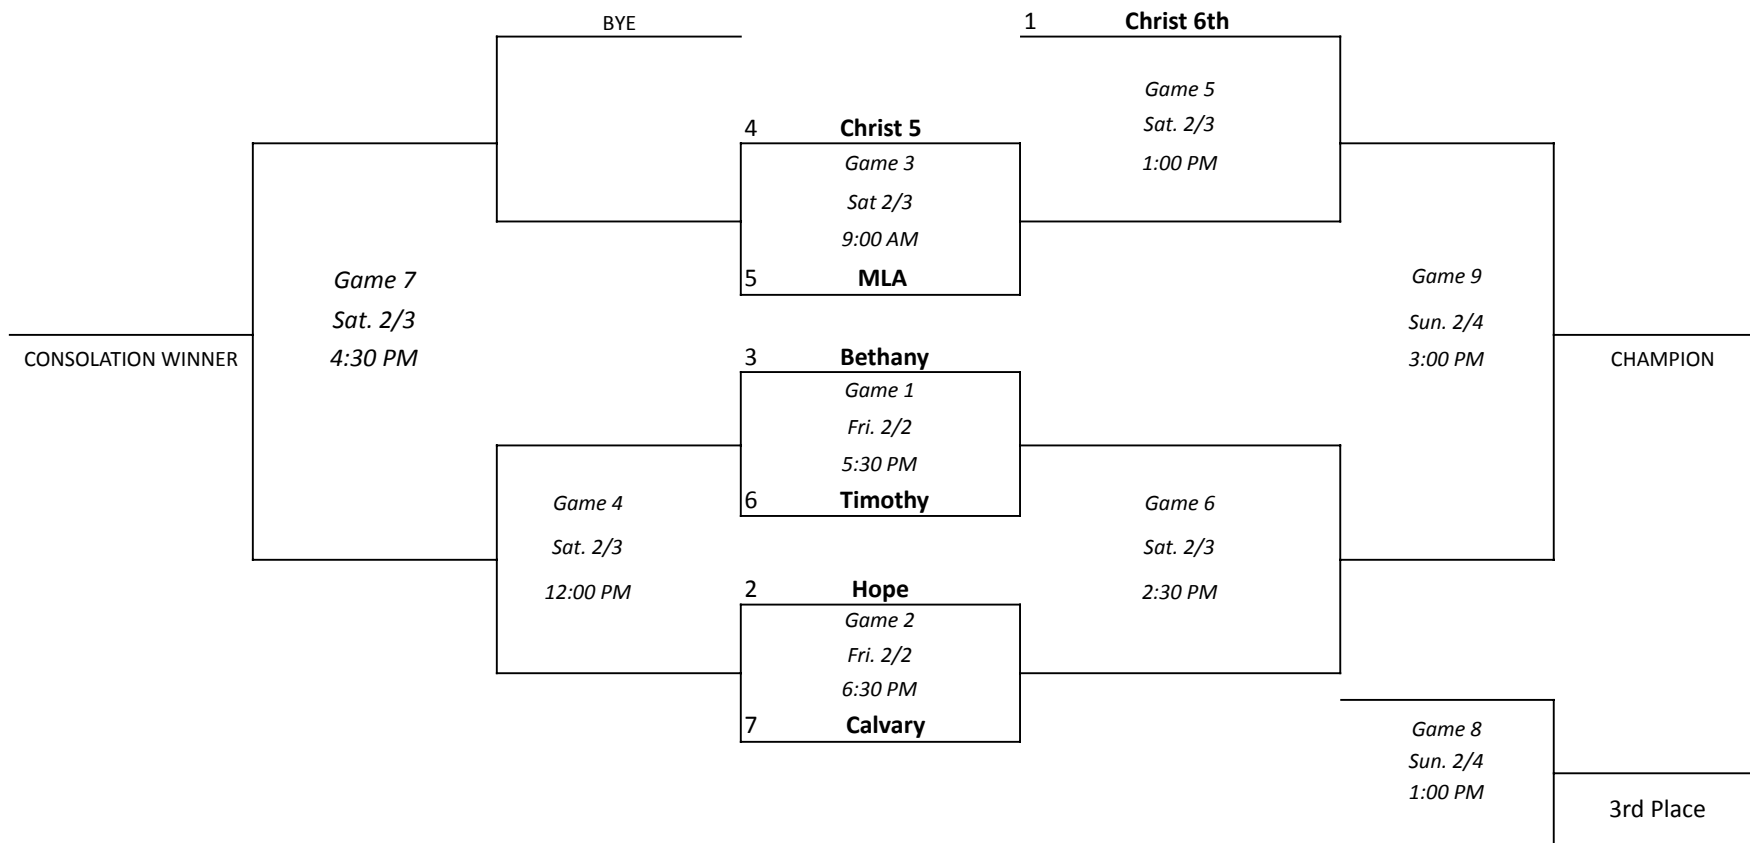 BYE
1 Christ 6th
Game 5
Sat. 2/3
1:00 PM
4 Christ 5
Game 3
Sat 2/3
9:00 AM
5 MLA
Game 7
Sat. 2/3
4:30 PM
CONSOLATION WINNER
Game 9
Sun. 2/4
3:00 PM
CHAMPION
3 Bethany
Game 1
Fri. 2/2
5:30 PM
6 Timothy
Game 4
Sat. 2/3
12:00 PM
Game 6
Sat. 2/3
2:30 PM
2 Hope
Game 2
Fri. 2/2
6:30 PM
7 Calvary
Game 8
Sun. 2/4
1:00 PM
3rd Place